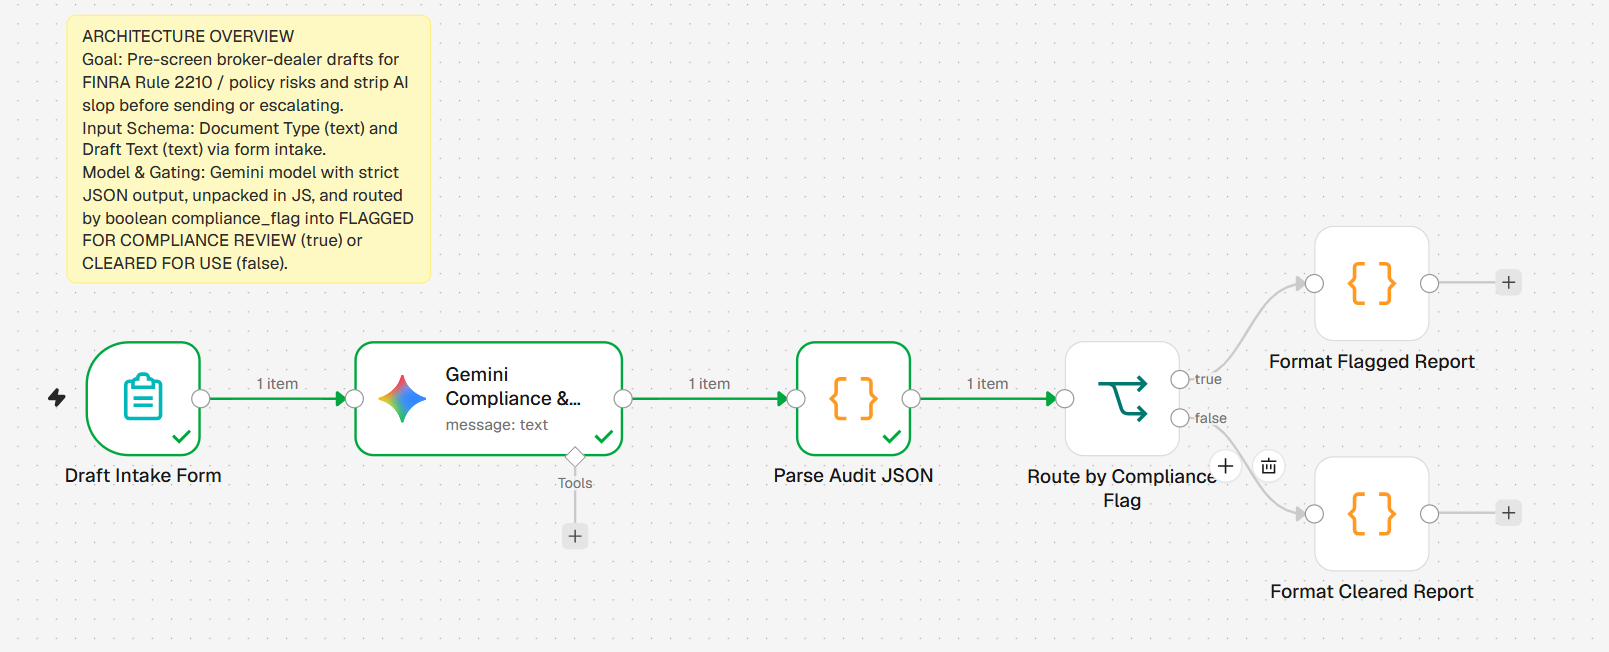 ARCHITECTURE OVERVIEW
Goal: Pre-screen broker-dealer drafts for
FINRA Rule 2210 / policy risks and strip AI
slop before sending or escalating.
Input Schema: Document Type (text) and
Draft Text (text) via form intake.
Model & Gating: Gemini model with strict
JSON output, unpacked in JS, and routed
by boolean compliance_flag into FLAGGED
FOR COMPLIANCE REVIEW (true) or
CLEARED FOR USE (false).
Draft Intake Form
1 item
Gemini
Compliance &...
message: text
Tools
1 item
Parse Audit JSON
1 item
Route by Compliance
Flag
true
false
Format Flagged Report
Format Cleared Report